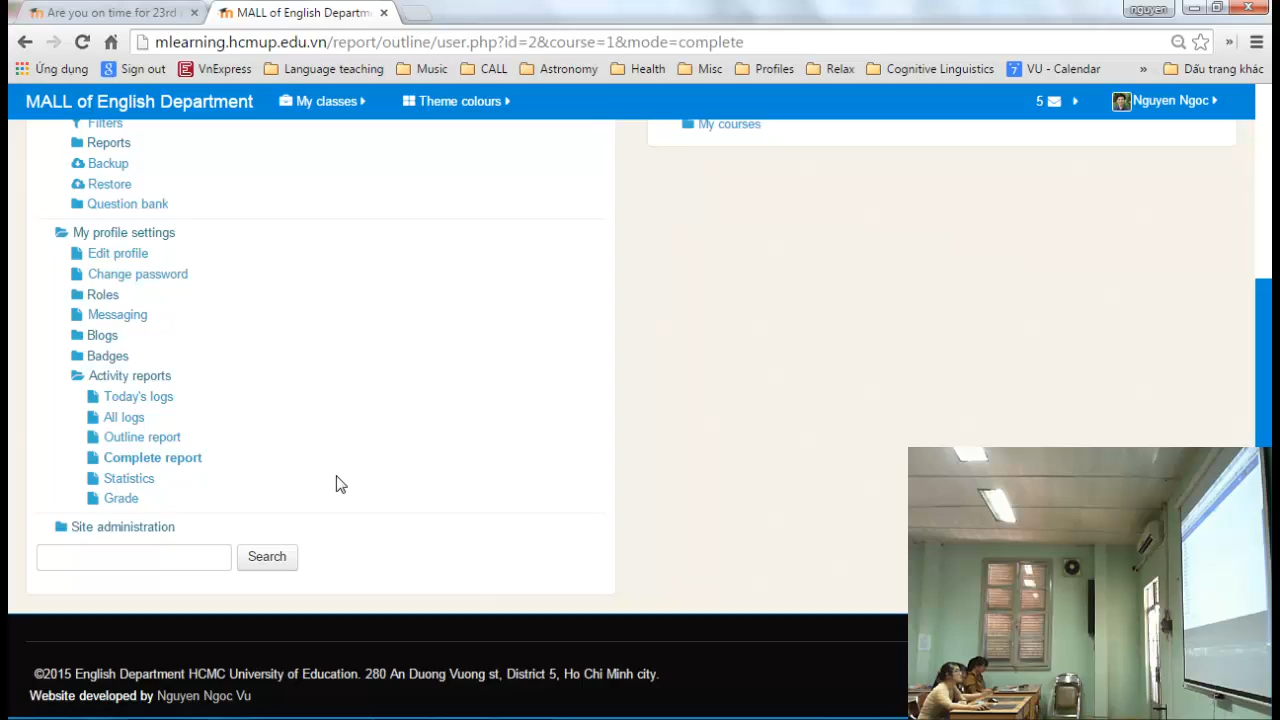 Are you on time for 23rd
MALL of English Departm
nguyen
mlearning.hcmup.edu.vn/report/outline/user.php?id=2&course=1&mode=complete
Ứng dụng
Sign out
VnExpress
Language teaching
Music
CALL
Astronomy
Health
Misc
Profiles
Relax
Cognitive Linguistics
VU - Calendar
»
Dấu trang khác
MALL of English Department
My classes
Theme colours
5
Nguyen Ngoc
Filters
Reports
Backup
Restore
Question bank
My profile settings
Edit profile
Change password
Roles
Messaging
Blogs
Badges
Activity reports
Today's logs
All logs
Outline report
Complete report
Statistics
Grade
Site administration
Search
My courses
©2015 English Department HCMC University of Education. 280 An Duong Vuong st, District 5, Ho Chi Minh city.
Website developed by Nguyen Ngoc Vu